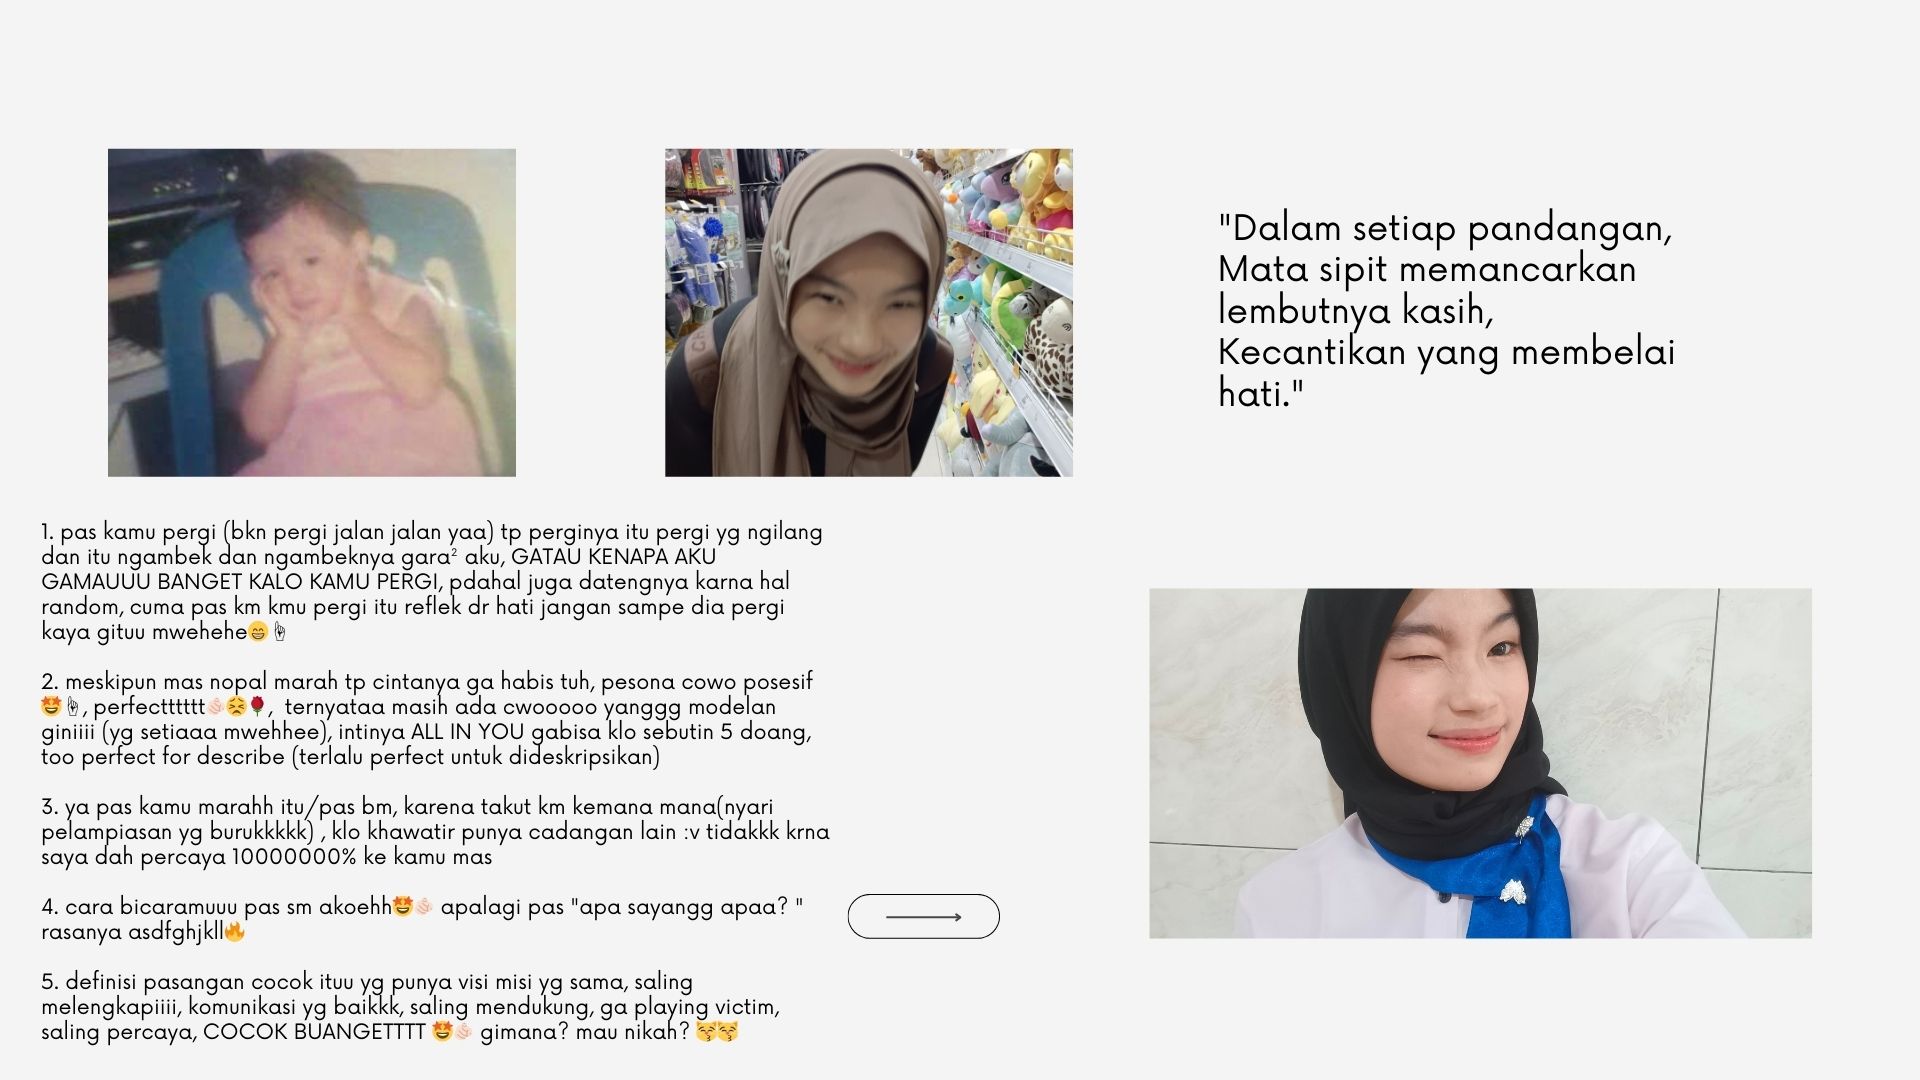 "Dalam setiap pandangan,
Mata sipit memancarkan
lembutnya kasih,
Kecantikan yang membelai
hati."
1. pas kamu pergi (bkn pergi jalan jalan yaa) tp perginya itu pergi yg ngilang
dan itu ngambek dan ngambeknya gara² aku, GATAU KENAPA AKU
GAMAUUU BANGET KALO KAMU PERGI, pdahal juga datengnya karna hal
random, cuma pas km kmu pergi itu reflek dr hati jangan sampe dia pergi
kaya gituu mwehehe😁☝
2. meskipun mas nopal marah tp cintanya ga habis tuh, pesona cowo posesif
🤩☝, perfectttttt👌🏻😣🌹, ternyataa masih ada cwooooo yanggg modelan
giniiii (yg setiaaa mwehhee), intinya ALL IN YOU gabisa klo sebutin 5 doang,
too perfect for describe (terlalu perfect untuk dideskripsikan)
3. ya pas kamu marahh itu/pas bm, karena takut km kemana mana(nyari
pelampiasan yg burukkkkk) , klo khawatir punya cadangan lain :v tidakkk krna
saya dah percaya 10000000% ke kamu mas
4. cara bicaramuuu pas sm akoehh🤩👌🏻 apalagi pas "apa sayangg apaa? "
rasanya asdfghjkll🔥
5. definisi pasangan cocok ituu yg punya visi misi yg sama, saling
melengkapiiii, komunikasi yg baikkk, saling mendukung, ga playing victim,
saling percaya, COCOK BUANGETTTT 🤩👌🏻 gimana? mau nikah? 😽😽